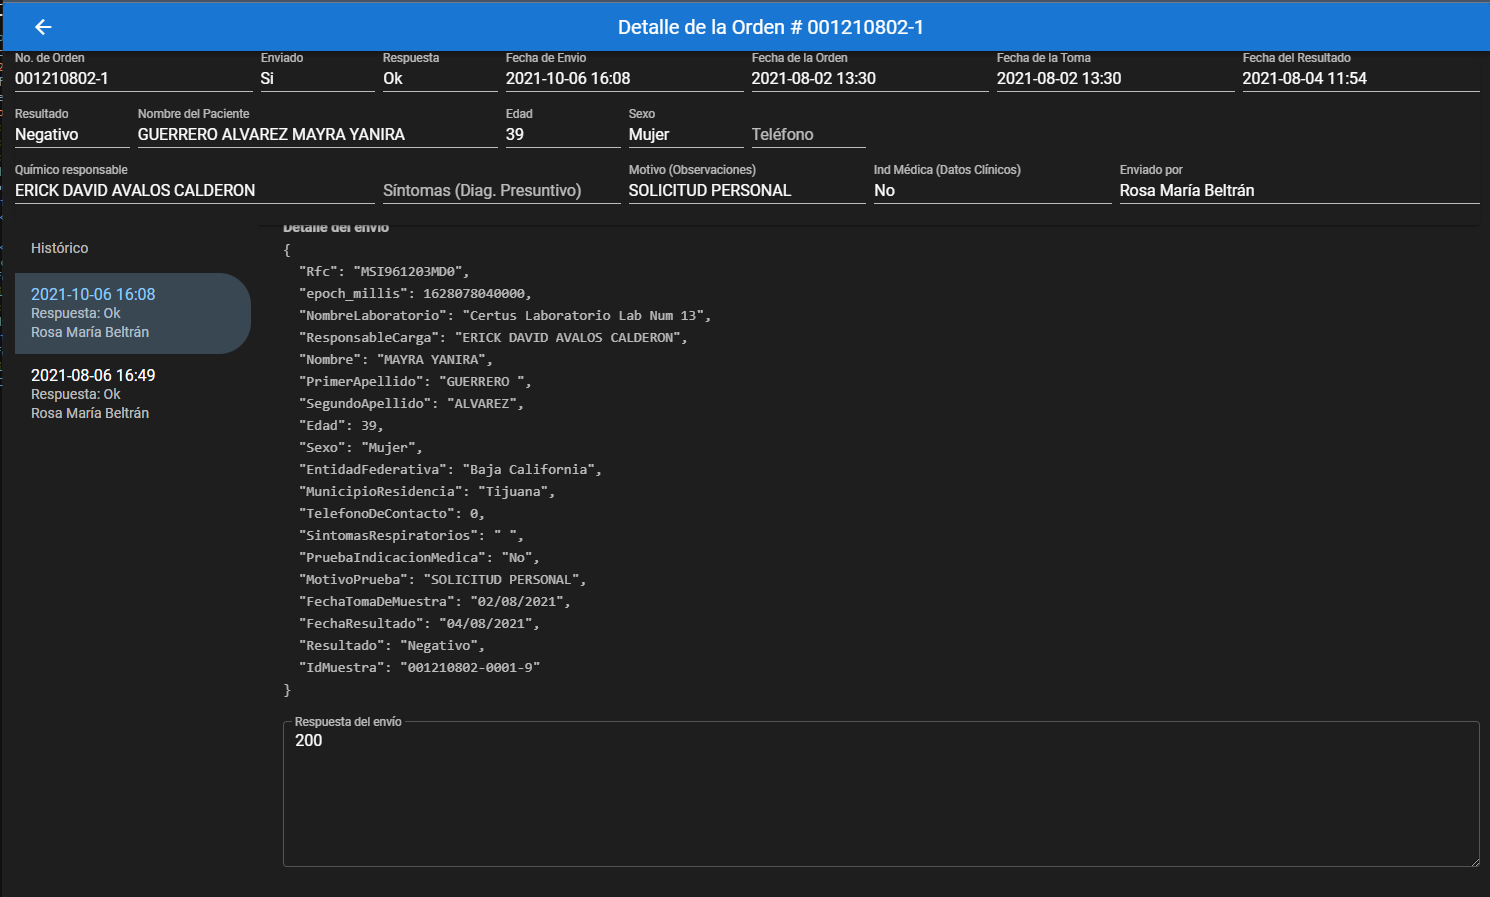 Detalle de la Orden # 001210802-1
No. de Orden Enviado Respuesta Fecha de Envio Fecha de la Orden Fecha de la Toma Fecha del Resultado
001210802-1 Si Ok 2021-10-06 16:08 2021-08-02 13:30 2021-08-02 13:30 2021-08-04 11:54
Resultado Nombre del Paciente Edad Sexo
Negativo GUERRERO ALVAREZ MAYRA YANIRA 39 Mujer Teléfono
Químico responsable Motivo (Observaciones) Ind Médica (Datos Clínicos) Enviado por
ERICK DAVID AVALOS CALDERON Síntomas (Diag. Presuntivo) SOLICITUD PERSONAL No Rosa María Beltrán
Histórico
2021-10-06 16:08
Respuesta: Ok
Rosa María Beltrán
2021-08-06 16:49
Respuesta: Ok
Rosa María Beltrán
Detalle del envío
{
"Rfc": "MSI961203MD0",
"epoch_millis": 1628078040000,
"NombreLaboratorio": "Certus Laboratorio Lab Num 13",
"ResponsableCarga": "ERICK DAVID AVALOS CALDERON",
"Nombre": "MAYRA YANIRA",
"PrimerApellido": "GUERRERO ",
"SegundoApellido": "ALVAREZ",
"Edad": 39,
"Sexo": "Mujer",
"EntidadFederativa": "Baja California",
"MunicipioResidencia": "Tijuana",
"TelefonoDeContacto": 0,
"SintomasRespiratorios": " ",
"PruebaIndicacionMedica": "No",
"MotivoPrueba": "SOLICITUD PERSONAL",
"FechaTomaDeMuestra": "02/08/2021",
"FechaResultado": "04/08/2021",
"Resultado": "Negativo",
"IdMuestra": "001210802-0001-9"
}
Respuesta del envío
200